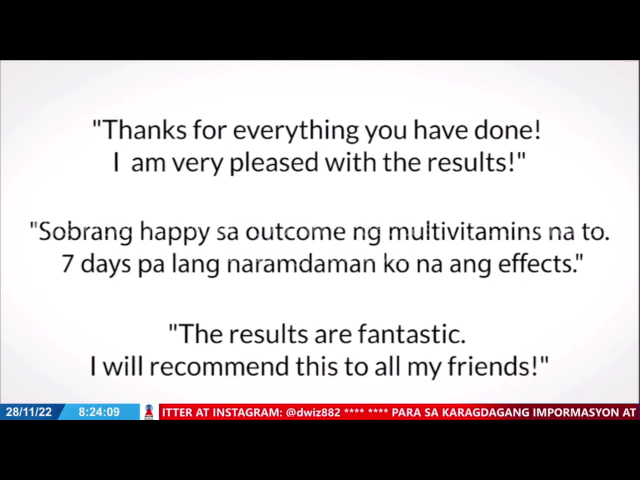 "Thanks for everything you have done!
I am very pleased with the results!"
"Sobrang happy sa outcome ng multivitamins na to.
7 days pa lang naramdaman ko na ang effects."
"The results are fantastic.
I will recommend this to all my friends!"
28/11/22 8:24:09 ITTER AT INSTAGRAM: @dwiz882 **** **** PARA SA KARAGDAGANG IMPORMASYON AT